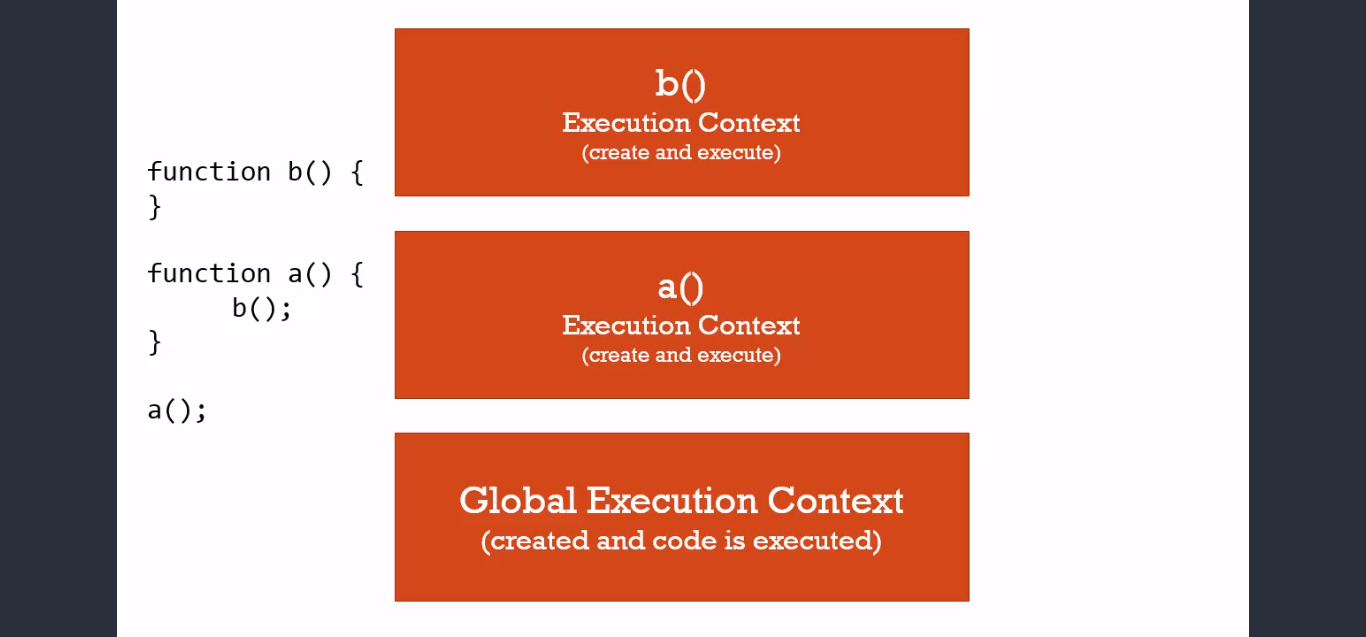 function b() {
}
function a() {
b();
}
a();
b()
Execution Context
(create and execute)
a()
Execution Context
(create and execute)
Global Execution Context
(created and code is executed)